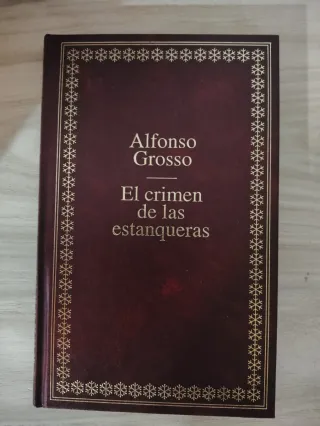 Alfonso
Grosso
El crimen
de las
estanqueras